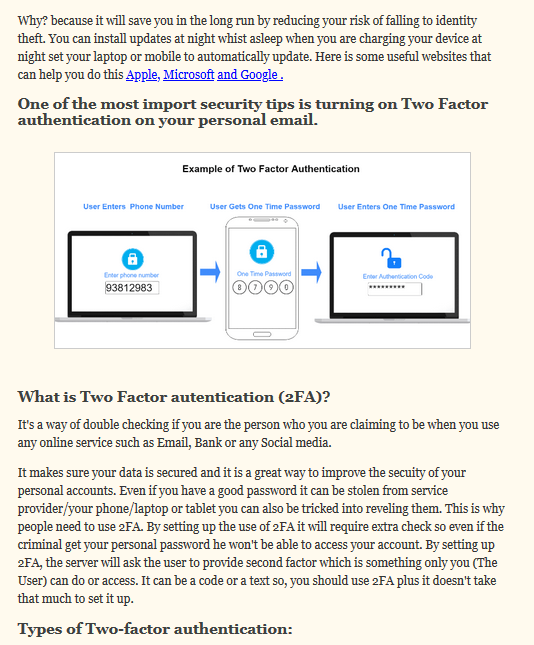 Why? because it will save you in the long run by reducing your risk of falling to identity
theft. You can install updates at night whist asleep when you are charging your device at
night set your laptop or mobile to automatically update. Here is some useful websites that
can help you do this Apple, Microsoft and Google .
One of the most import security tips is turning on Two Factor
authentication on your personal email.
Example of Two Factor Authentication
User Enters Phone Number
User Gets One Time Password
User Enters One Time Password
Enter phone number
93812983
One Time Password
8 7 9 0
Enter Authentication Code
*********
What is Two Factor autentication (2FA)?
It's a way of double checking if you are the person who you are claiming to be when you use
any online service such as Email, Bank or any Social media.
It makes sure your data is secured and it is a great way to improve the secuity of your
personal accounts. Even if you have a good password it can be stolen from service
provider/your phone/laptop or tablet you can also be tricked into reveling them. This is why
people need to use 2FA. By setting up the use of 2FA it will require extra check so even if the
criminal get your personal password he won't be able to access your account. By setting up
2FA, the server will ask the user to provide second factor which is something only you (The
User) can do or access. It can be a code or a text so, you should use 2FA plus it doesn't take
that much to set it up.
Types of Two-factor authentication: